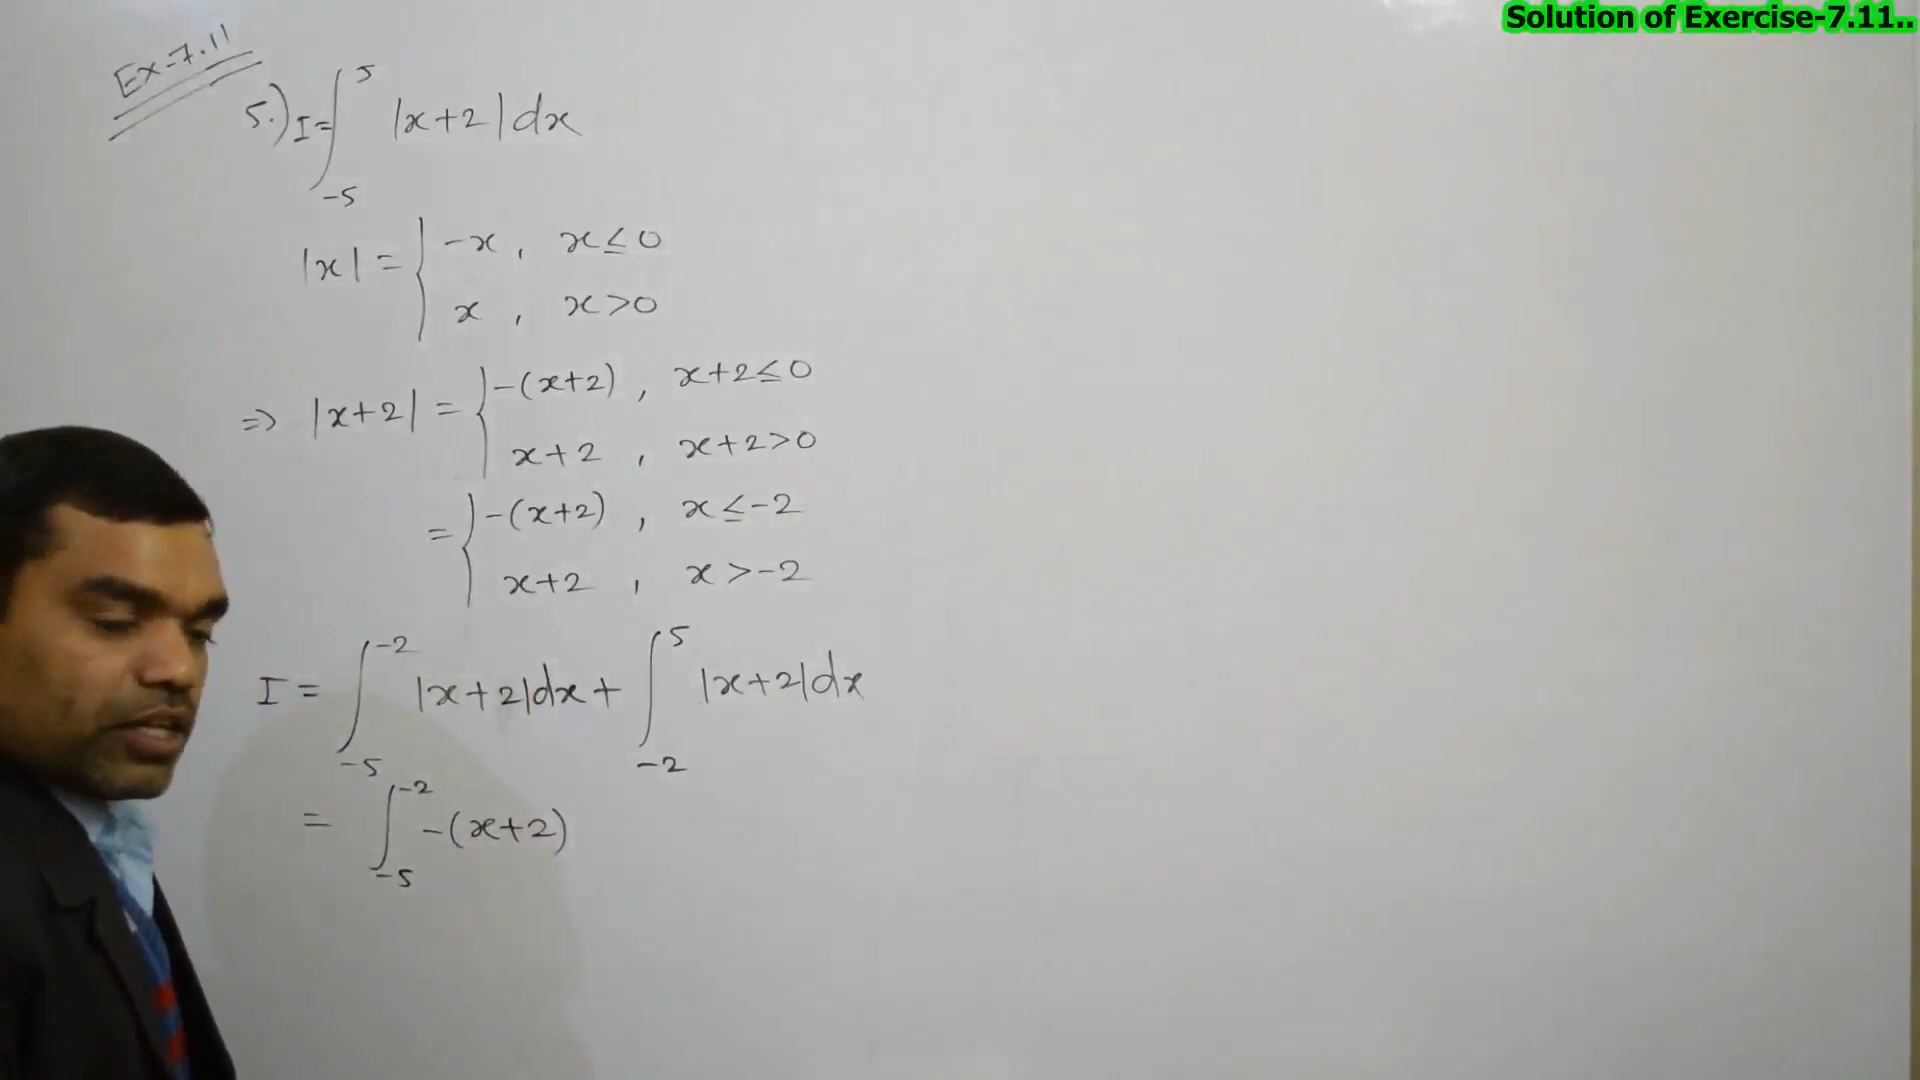 Solution of Exercise-7.11..
Ex-7.11
5.) I = ∫_{-5}^{5} |x+2| dx
|x| = { -x , x ≤ 0
x , x > 0
⇒ |x+2| = { -(x+2) , x+2 ≤ 0
x+2 , x+2 > 0
= { -(x+2) , x ≤ -2
x+2 , x > -2
I = ∫_{-5}^{-2} |x+2| dx + ∫_{-2}^{5} |x+2| dx
= ∫_{-5}^{-2} -(x+2)